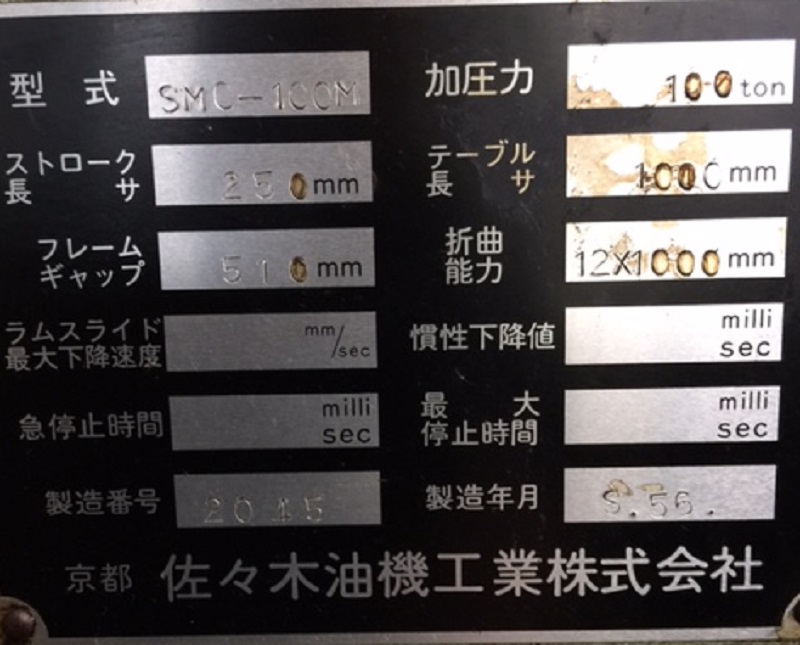 型式 SMC-100M 加圧力 100 ton
ストローク長サ 250 mm テーブル長サ 1000 mm
フレームギャップ 510 mm 折曲能力 12X1000 mm
ラムスライド最大下降速度 mm/sec 慣性下降値 milli sec
急停止時間 milli sec 最大停止時間 milli sec
製造番号 2045 製造年月 S.56.
京都 佐々木油機工業株式会社